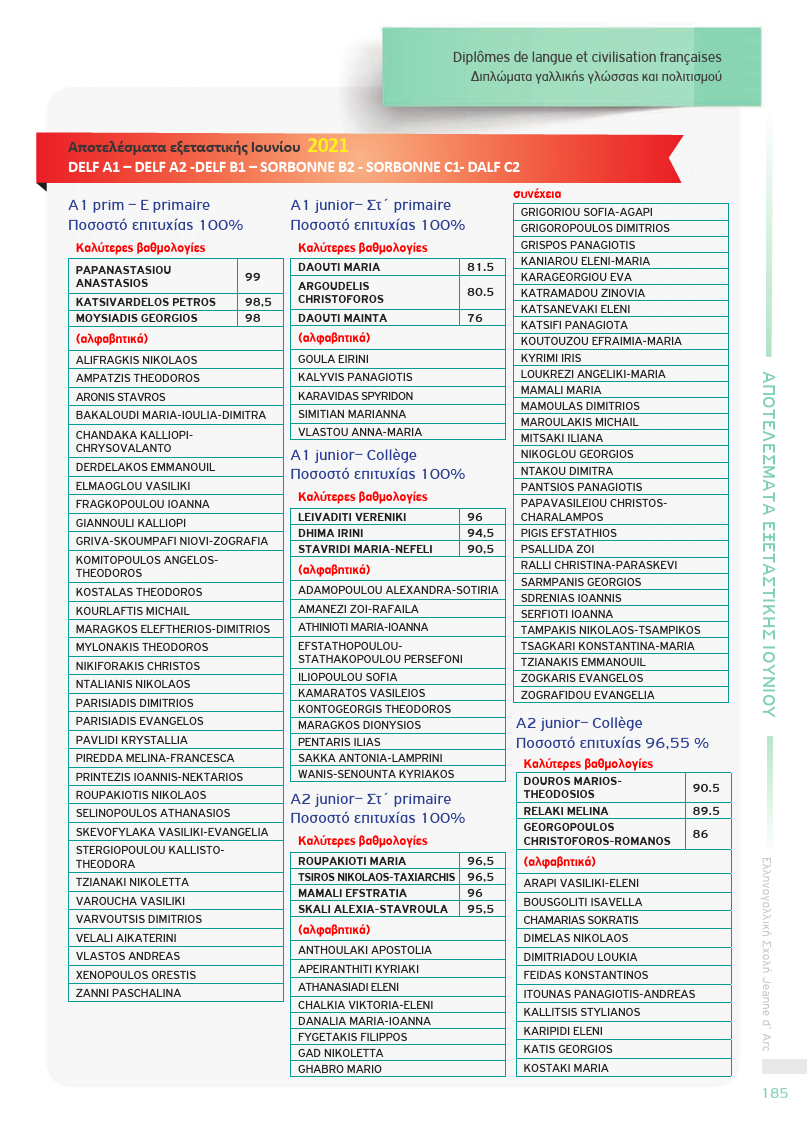 Diplômes de langue et civilisation françaises
Διπλώματα γαλλικής γλώσσας και πολιτισμού
Αποτελέσματα εξεταστικής Ιουνίου 2021
DELF A1 – DELF A2 -DELF B1 – SORBONNE B2 - SORBONNE C1- DALF C2
A1 prim – E primaire
Ποσοστό επιτυχίας 100%
Καλύτερες βαθμολογίες
PAPANASTASIOU
ANASTASIOS 99
KATSIVARDELOS PETROS 98,5
MOYSIADIS GEORGIOS 98
(αλφαβητικά)
ALIFRAGKIS NIKOLAOS
AMPATZIS THEODOROS
ARONIS STAVROS
BAKALOUDI MARIA-IOULIA-DIMITRA
CHANDAKA KALLIOPI-
CHRYSOVALANTO
DERDELAKOS EMMANOUIL
ELMAOGLOU VASILIKI
FRAGKOPOULOU IOANNA
GIANNOULI KALLIOPI
GRIVA-SKOUMPAFI NIOVI-ZOGRAFIA
KOMITOPOULOS ANGELOS-
THEODOROS
KOSTALAS THEODOROS
KOURLAFTIS MICHAIL
MARAGKOS ELEFTHERIOS-DIMITRIOS
MYLONAKIS THEODOROS
NIKIFORAKIS CHRISTOS
NTALIANIS NIKOLAOS
PARISIADIS DIMITRIOS
PARISIADIS EVANGELOS
PAVLIDI KRYSTALLIA
PIREDDA MELINA-FRANCESCA
PRINTEZIS IOANNIS-NEKTARIOS
ROUPAKIOTIS NIKOLAOS
SELINOPOULOS ATHANASIOS
SKEVOFYLAKA VASILIKI-EVANGELIA
STERGIOPOULOU KALLISTO-
THEODORA
TZIANAKI NIKOLETTA
VAROUCHA VASILIKI
VARVOUTSIS DIMITRIOS
VELALI AIKATERINI
VLASTOS ANDREAS
XENOPOULOS ORESTIS
ZANNI PASCHALINA
A1 junior– Στ΄ primaire
Ποσοστό επιτυχίας 100%
Καλύτερες βαθμολογίες
DAOUTI MARIA 81.5
ARGOUDELIS
CHRISTOFOROS 80.5
DAOUTI MAINTA 76
(αλφαβητικά)
GOULA EIRINI
KALYVIS PANAGIOTIS
KARAVIDAS SPYRIDON
SIMITIAN MARIANNA
VLASTOU ANNA-MARIA
A1 junior– Collège
Ποσοστό επιτυχίας 100%
Καλύτερες βαθμολογίες
LEIVADITI VERENIKI 96
DHIMA IRINI 94,5
STAVRIDI MARIA-NEFELI 90,5
(αλφαβητικά)
ADAMOPOULOU ALEXANDRA-SOTIRIA
AMANEZI ZOI-RAFAILA
ATHINIOTI MARIA-IOANNA
EFSTATHOPOULOU-
STATHAKOPOULOU PERSEFONI
ILIOPOULOU SOFIA
KAMARATOS VASILEIOS
KONTOGEORGIS THEODOROS
MARAGKOS DIONYSIOS
PENTARIS ILIAS
SAKKA ANTONIA-LAMPRINI
WANIS-SENOUNTA KYRIAKOS
A2 junior– Στ΄ primaire
Ποσοστό επιτυχίας 100%
Καλύτερες βαθμολογίες
ROUPAKIOTI MARIA 96,5
TSIROS NIKOLAOS-TAXIARCHIS 96,5
MAMALI EFSTRATIA 96
SKALI ALEXIA-STAVROULA 95,5
(αλφαβητικά)
ANTHOULAKI APOSTOLIA
APEIRANTHITI KYRIAKI
ATHANASIADI ELENI
CHALKIA VIKTORIA-ELENI
DANALIA MARIA-IOANNA
FYGETAKIS FILIPPOS
GAD NIKOLETTA
GHABRO MARIO
συνέχεια
GRIGORIOU SOFIA-AGAPI
GRIGOROPOULOS DIMITRIOS
GRISPOS PANAGIOTIS
KANIAROU ELENI-MARIA
KARAGEORGIOU EVA
KATRAMADOU ZINOVIA
KATSANEVAKI ELENI
KATSIFI PANAGIOTA
KOUTOUZOU EFRAIMIA-MARIA
KYRIMI IRIS
LOUKREZI ANGELIKI-MARIA
MAMALI MARIA
MAMOULAS DIMITRIOS
MAROULAKIS MICHAIL
MITSAKI ILIANA
NIKOGLOU GEORGIOS
NTAKOU DIMITRA
PANTSIOS PANAGIOTIS
PAPAVASILEIOU CHRISTOS-
CHARALAMPOS
PIGIS EFSTATHIOS
PSALLIDA ZOI
RALLI CHRISTINA-PARASKEVI
SARMPANIS GEORGIOS
SDRENIAS IOANNIS
SERFIOTI IOANNA
TAMPAKIS NIKOLAOS-TSAMPIKOS
TSAGKARI KONSTANTINA-MARIA
TZIANAKIS EMMANOUIL
ZOGKARIS EVANGELOS
ZOGRAFIDOU EVANGELIA
A2 junior– Collège
Ποσοστό επιτυχίας 96,55 %
Καλύτερες βαθμολογίες
DOUROS MARIOS-
THEODOSIOS 90.5
RELAKI MELINA 89.5
GEORGOPOULOS
CHRISTOFOROS-ROMANOS 86
(αλφαβητικά)
ARAPI VASILIKI-ELENI
BOUSGOLITI ISAVELLA
CHAMARIAS SOKRATIS
DIMELAS NIKOLAOS
DIMITRIADOU LOUKIA
FEIDAS KONSTANTINOS
ITOUNAS PANAGIOTIS-ANDREAS
KALLITSIS STYLIANOS
KARIPIDI ELENI
KATIS GEORGIOS
KOSTAKI MARIA
ΑΠΟΤΕΛΕΣΜΑΤΑ ΕΞΕΤΑΣΤΙΚΗΣ ΙΟΥΝΙΟΥ
Ελληνογαλλική Σχολή Jeanne d' Arc
185